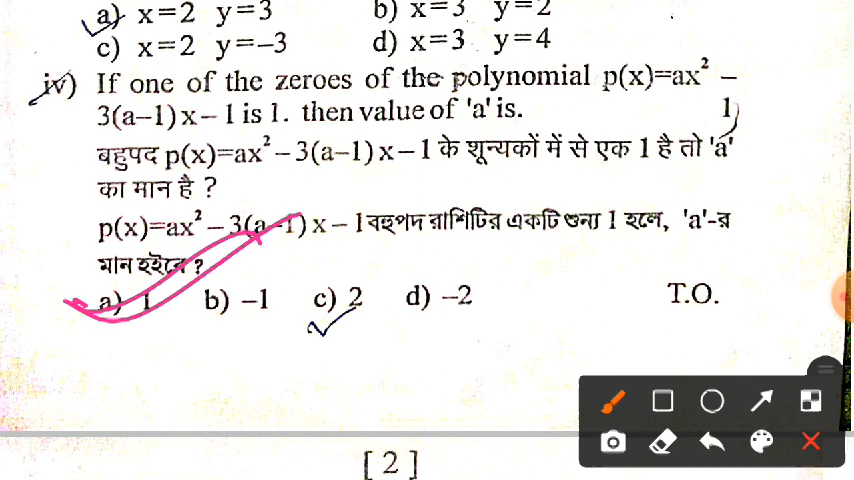 a) x=2 y=3 b) x=3 y=2
c) x=2 y=–3 d) x=3 y=4
iv) If one of the zeroes of the polynomial p(x)=ax² –
3(a–1)x–1 is 1. then value of 'a' is. 1
बहुपद p(x)=ax² – 3(a–1)x–1 के शून्यकों में से एक 1 है तो 'a'
का मान है ?
p(x)=ax² – 3(a–1)x–1 বহুপদ রাশিটির একটি শুন্য 1 হলে, 'a'-র
মান হইবে ?
a) 1 b) –1 c) 2 d) –2 T.O.
[ 2 ]